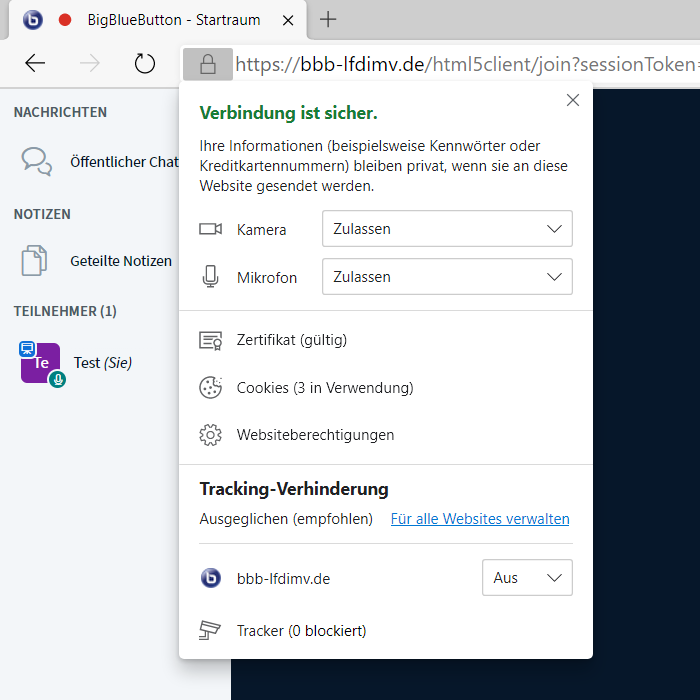 BigBlueButton - Startraum
https://bbb-lfdimv.de/html5client/join?sessionToken=
NACHRICHTEN
Öffentlicher Chat
NOTIZEN
Geteilte Notizen
TEILNEHMER (1)
Te
Test (Sie)
Verbindung ist sicher.
Ihre Informationen (beispielsweise Kennwörter oder
Kreditkartennummern) bleiben privat, wenn sie an diese
Website gesendet werden.
Kamera Zulassen
Mikrofon Zulassen
Zertifikat (gültig)
Cookies (3 in Verwendung)
Websiteberechtigungen
Tracking-Verhinderung
Ausgeglichen (empfohlen) Für alle Websites verwalten
bbb-lfdimv.de Aus
Tracker (0 blockiert)